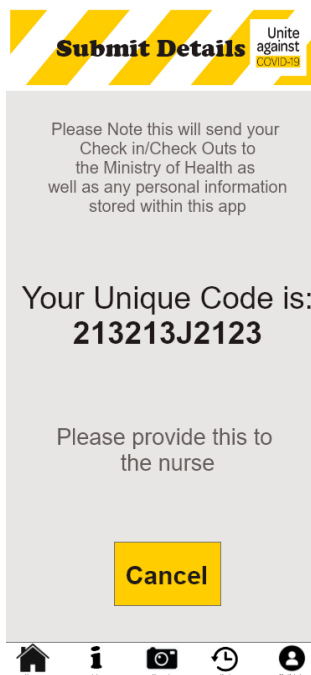 Submit Details
Unite
against
COVID-19
Please Note this will send your
Check in/Check Outs to
the Ministry of Health as
well as any personal information
stored within this app
Your Unique Code is:
213213J2123
Please provide this to
the nurse
Cancel